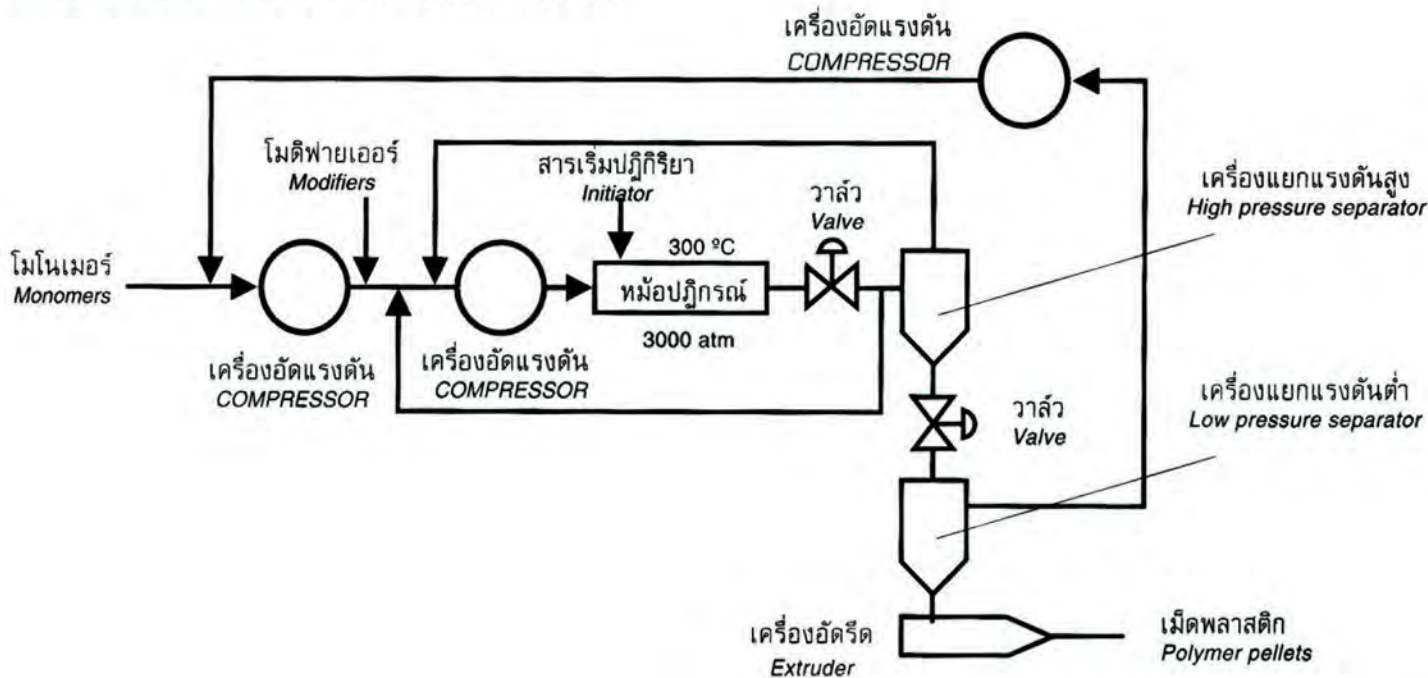 เครื่องอัดแรงดัน
COMPRESSOR
โมดิฟายเออร์
Modifiers
สารเริ่มปฏิกิริยา
Initiator
วาล์ว
Valve
เครื่องแยกแรงดันสูง
High pressure separator
โมโนเมอร์
Monomers
300 ºC
หม้อปฏิกรณ์
3000 atm
เครื่องอัดแรงดัน
COMPRESSOR
เครื่องอัดแรงดัน
COMPRESSOR
วาล์ว
Valve
เครื่องแยกแรงดันต่ำ
Low pressure separator
เครื่องอัดรีด
Extruder
เม็ดพลาสติก
Polymer pellets